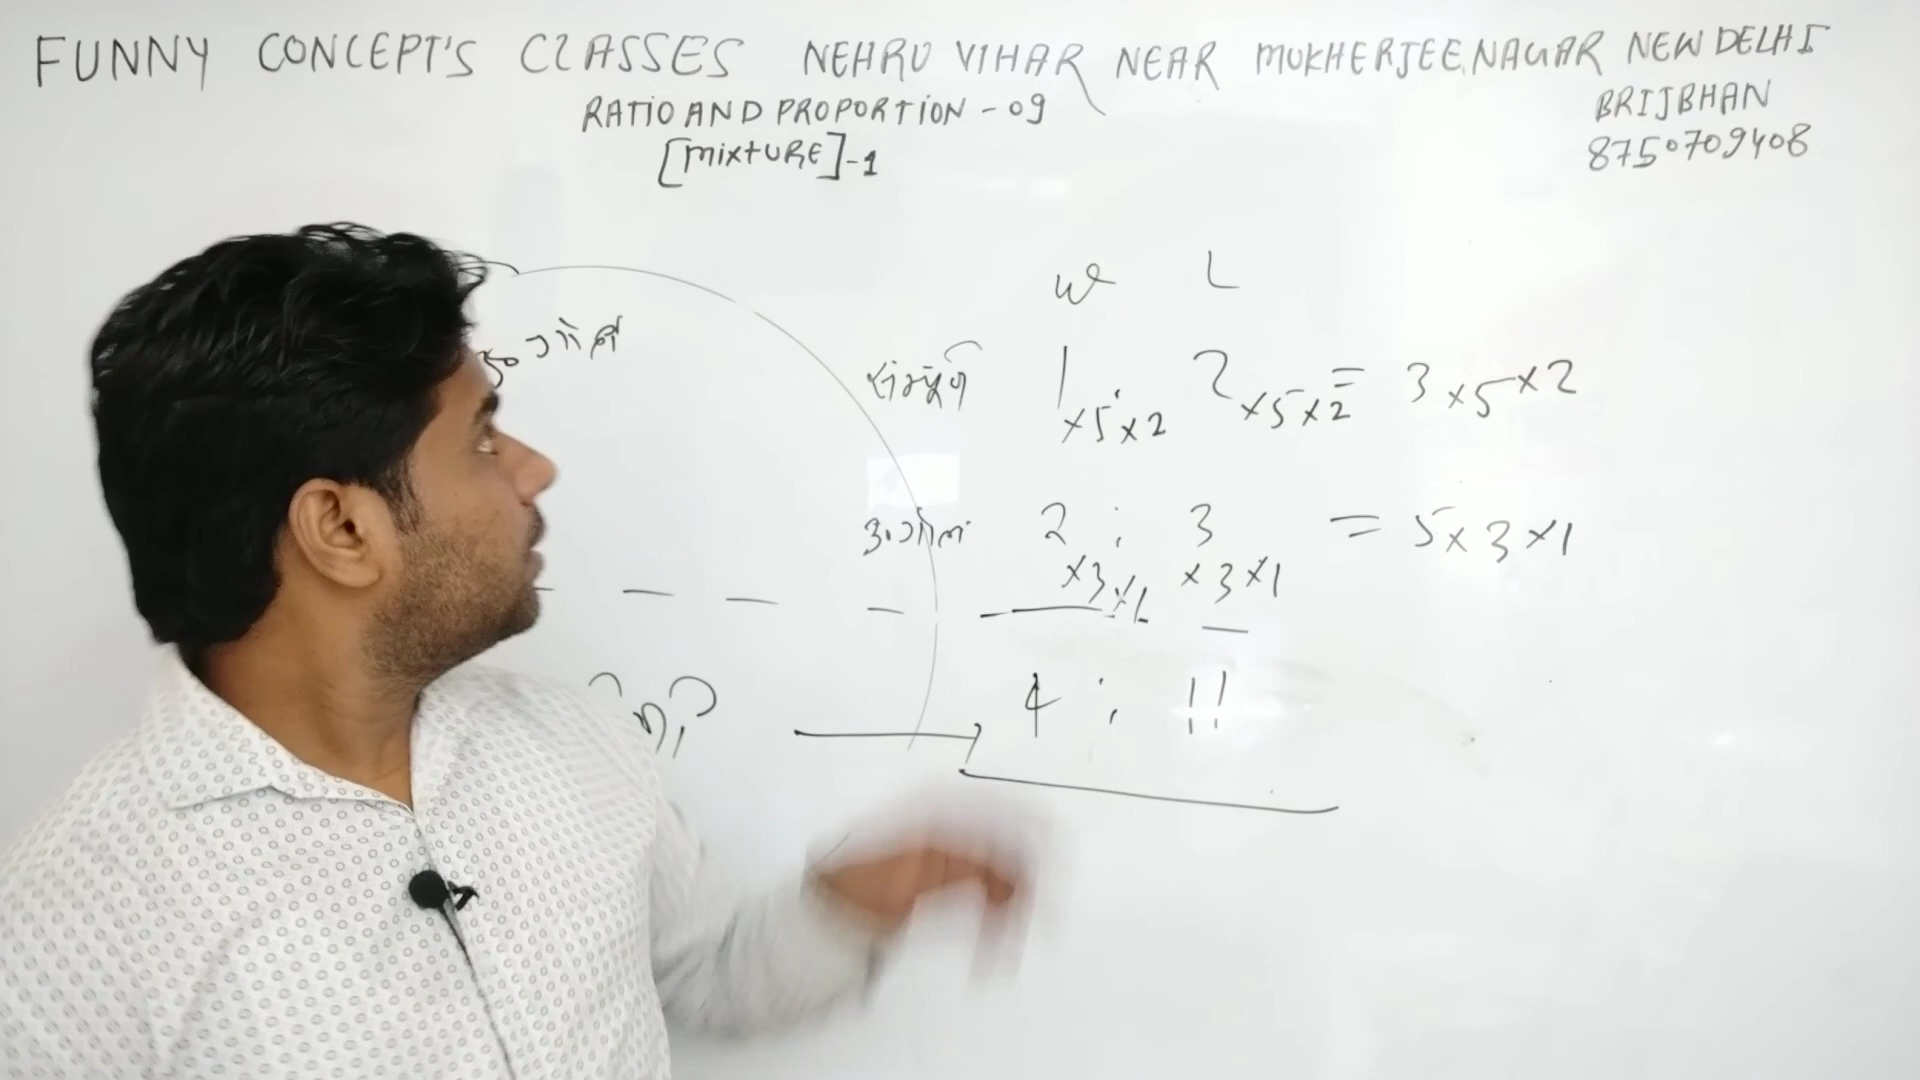 FUNNY CONCEPT'S CLASSES NEHRU VIHAR NEAR MUKHERJEE NAGAR NEW DELHI
RATIO AND PROPORTION - 09
BRIJBHAN
[MIXTURE]-1
8750709408
W L
संम्पूर्ण 1 : 2 = 3 ×5 ×2
×5 ×2 ×5 ×2
उ०गोल 2 : 3 = 5 × 3 ×1
×3 ×1 ×3 ×1
4 : 11